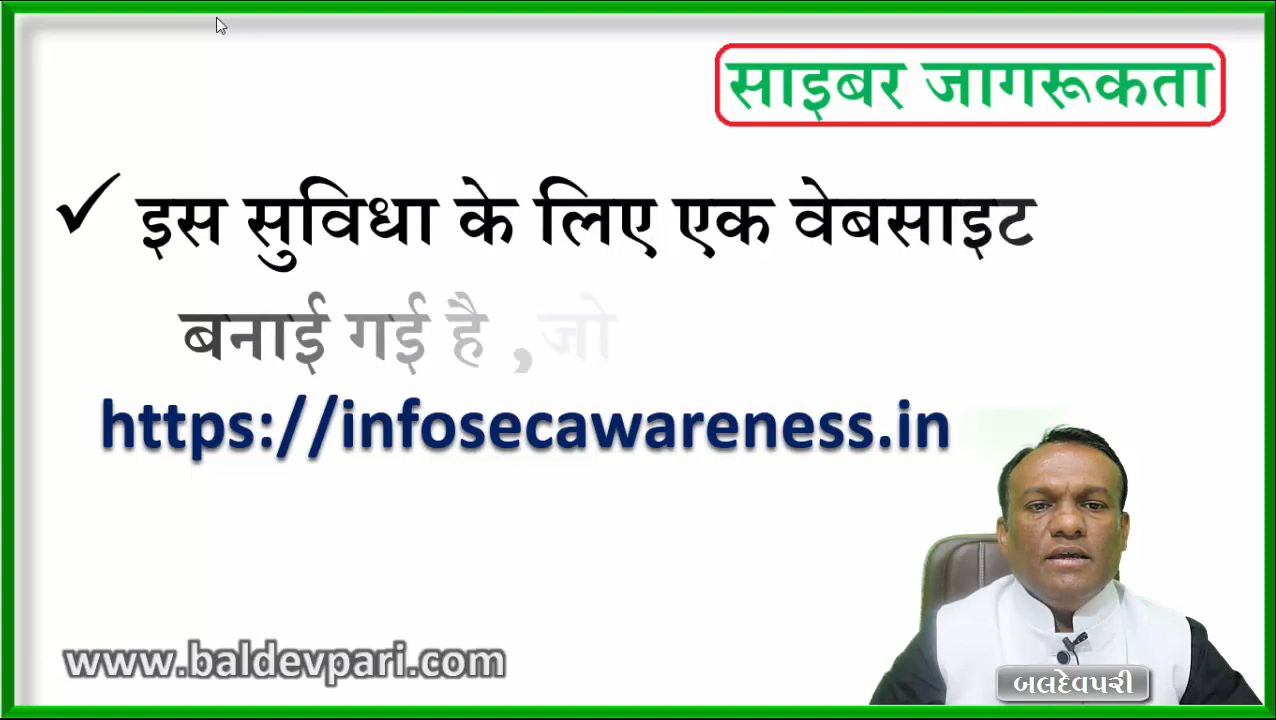 साइबर जागरूकता
✓ इस सुविधा के लिए एक वेबसाइट
बनाई गई है ,जो
https://infosecawareness.in
www.baldevpari.com
બલદેવપરી